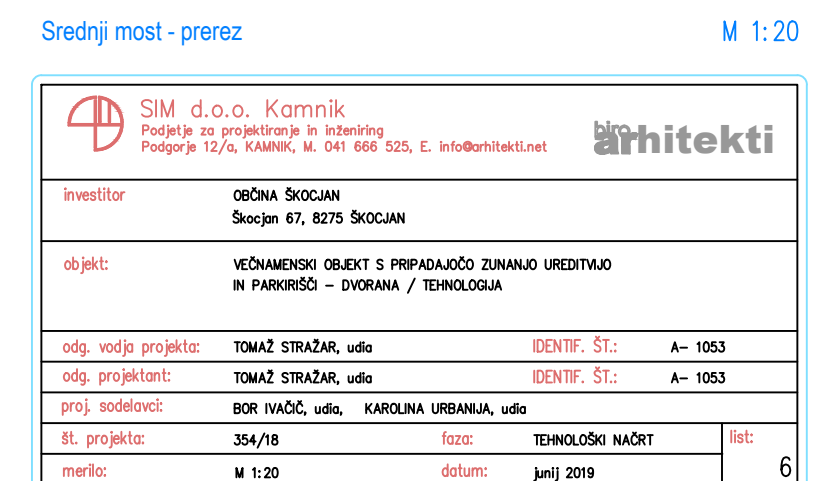 Srednji most - prerez M 1:20
SIM d.o.o. Kamnik
Podjetje za projektiranje in inženiring
Podgorje 12/a, KAMNIK, M. 041 666 525, E. info@arhitekti.net
biro
arhitekti
investitor OBČINA ŠKOCJAN
Škocjan 67, 8275 ŠKOCJAN
objekt: VEČNAMENSKI OBJEKT S PRIPADAJOČO ZUNANJO UREDITVIJO
IN PARKIRIŠČI – DVORANA / TEHNOLOGIJA
odg. vodja projekta: TOMAŽ STRAŽAR, udia IDENTIF. ŠT.: A– 1053
odg. projektant: TOMAŽ STRAŽAR, udia IDENTIF. ŠT.: A– 1053
proj. sodelavci: BOR IVAČIČ, udia, KAROLINA URBANIJA, udia
št. projekta: 354/18 faza: TEHNOLOŠKI NAČRT list:
merilo: M 1:20 datum: junij 2019 6